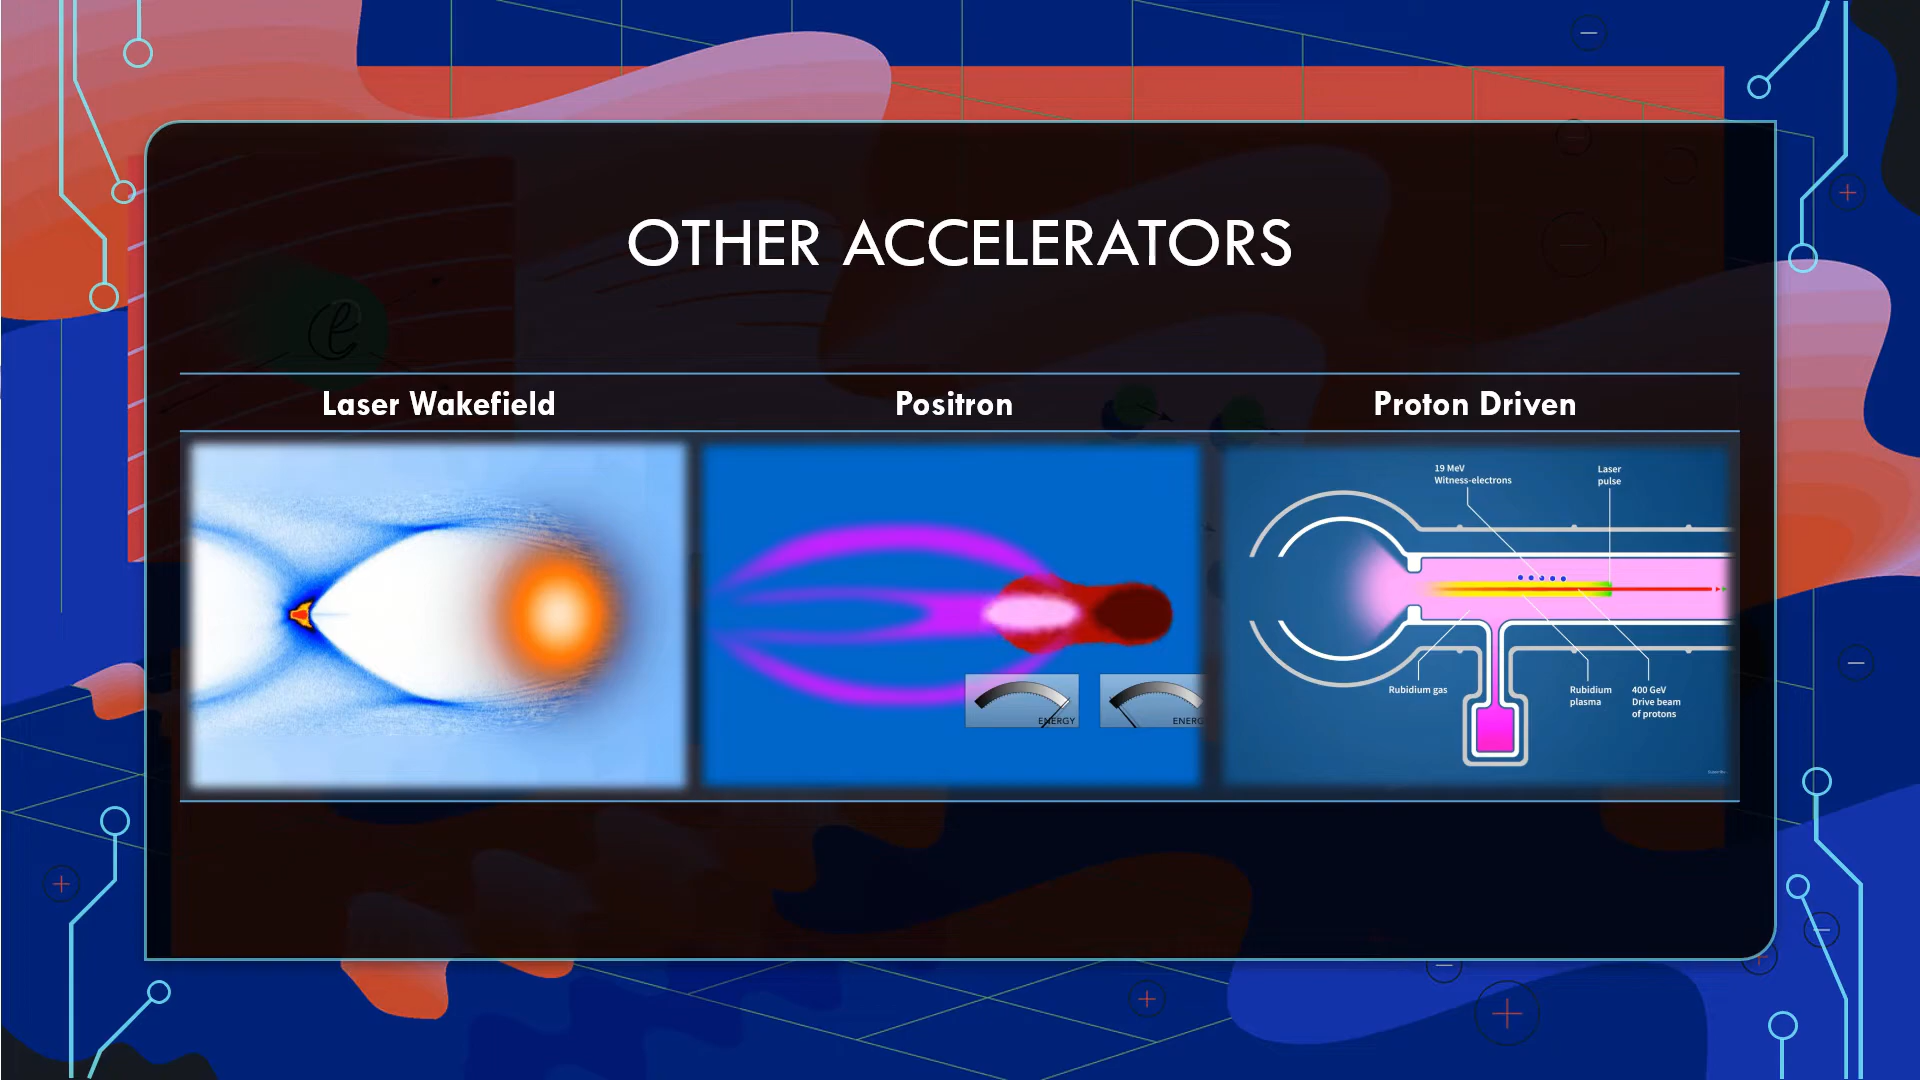 OTHER ACCELERATORS
e
Laser Wakefield
Positron
Proton Driven
19 MeV
Witness-electrons
Laser
pulse
Rubidium gas
Rubidium
plasma
400 GeV
Drive beam
of protons
ENERGY
ENERG